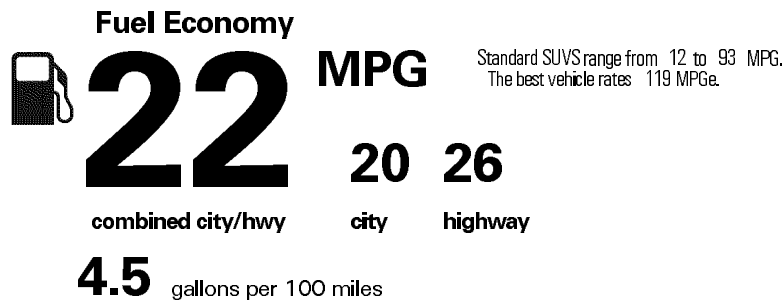 Fuel Economy
22 MPG
Standard SUVS range from 12 to 93 MPG.
The best vehicle rates 119 MPGe.
20 26
combined city/hwy city highway
4.5 gallons per 100 miles